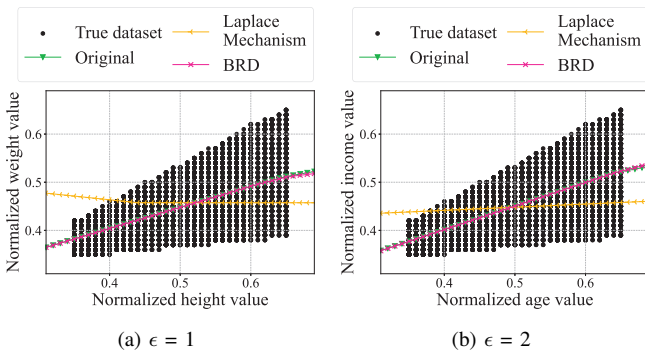 True dataset
Original
Laplace
Mechanism
BRD
Normalized weight value
0.6
0.5
0.4
0.4 0.5 0.6
Normalized height value
(a) ϵ = 1
True dataset
Original
Laplace
Mechanism
BRD
Normalized income value
0.6
0.5
0.4
0.4 0.5 0.6
Normalized age value
(b) ϵ = 2